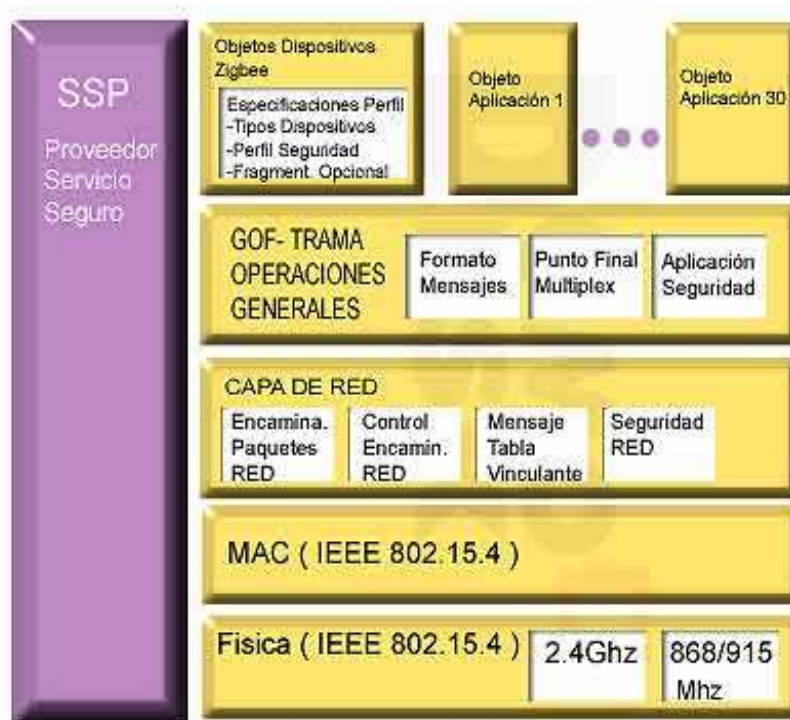 SSP
Proveedor
Servicio
Seguro
Objetos Dispositivos
Zigbee
Especificaciones Perfil
-Tipos Dispositivos
-Perfil Seguridad
-Fragment. Opcional
Objeto
Aplicación 1
Objeto
Aplicación 30
GOF- TRAMA
OPERACIONES
GENERALES
Formato
Mensajes
Punto Final
Multiplex
Aplicación
Seguridad
CAPA DE RED
Encamina.
Paquetes
RED
Control
Encamin.
RED
Mensaje
Tabla
Vinculante
Seguridad
RED
MAC ( IEEE 802.15.4 )
Fisica ( IEEE 802.15.4 )
2.4Ghz
868/915
Mhz